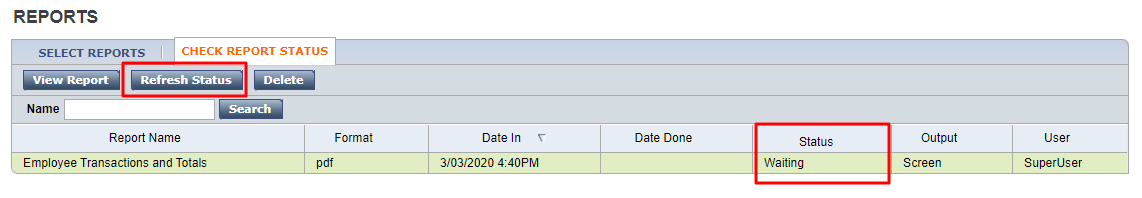 REPORTS
SELECT REPORTS CHECK REPORT STATUS
View Report Refresh Status Delete
Name Search
Report Name Format Date In Date Done Status Output User
Employee Transactions and Totals pdf 3/03/2020 4:40PM Waiting Screen SuperUser